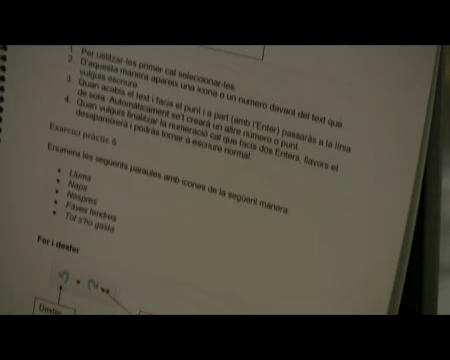 1. Per utilitzar-les primer cal seleccionar-les.
2. D'aquesta manera apareix una icona o un numero davant del text que
vulguis escriure.
3. Quan acabis el text i facis el punt i a part (amb l'Enter) passaràs a la línia
de sota. Automàticament se't crearà un altre número o punt.
4. Quan vulguis finalitzar la numeració cal que facis dos Enters, llavors el
desapareixerà i podràs tornar a escriure normal.
Exercici pràctic 6
Enumera les següents paraules amb icones de la següent manera:
• Lluma
• Naps
• Nespres
• Faves tendres
• Tot s'ho gasta
Fer i desfer
Desfer